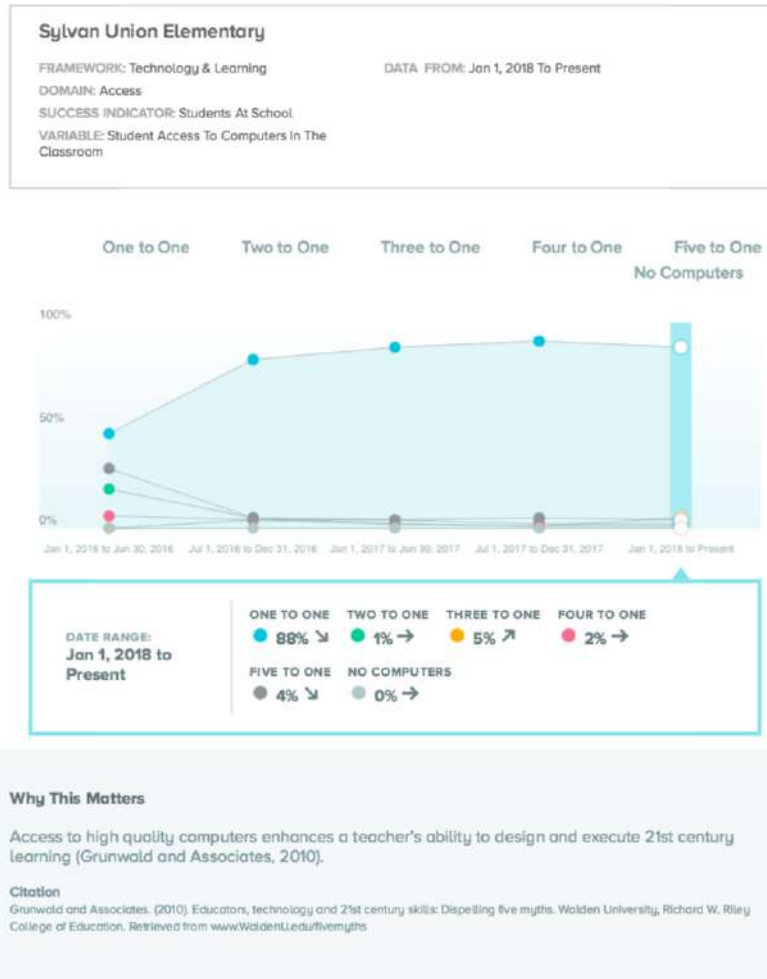 Sylvan Union Elementary
FRAMEWORK: Technology & Learning
DATA FROM: Jan 1, 2018 To Present
DOMAIN: Access
SUCCESS INDICATOR: Students At School
VARIABLE: Student Access To Computers In The
Classroom
One to One Two to One Three to One Four to One Five to One
No Computers
100%
50%
0%
Jan 1, 2016 to Jun 30, 2016 Jul 1, 2016 to Dec 31, 2016 Jan 1, 2017 to Jun 30, 2017 Jul 1, 2017 to Dec 31, 2017 Jan 1, 2018 to Present
DATE RANGE:
Jan 1, 2018 to
Present
ONE TO ONE TWO TO ONE THREE TO ONE FOUR TO ONE
88% ↘ 1% → 5% ↗ 2% →
FIVE TO ONE NO COMPUTERS
4% ↘ 0% →
Why This Matters
Access to high quality computers enhances a teacher's ability to design and execute 21st century
learning (Grunwald and Associates, 2010).
Citation
Grunwald and Associates. (2010). Educators, technology and 21st century skills: Dispelling five myths. Walden University, Richard W. Riley
College of Education. Retrieved from www.WaldenU.edu/fivemyths